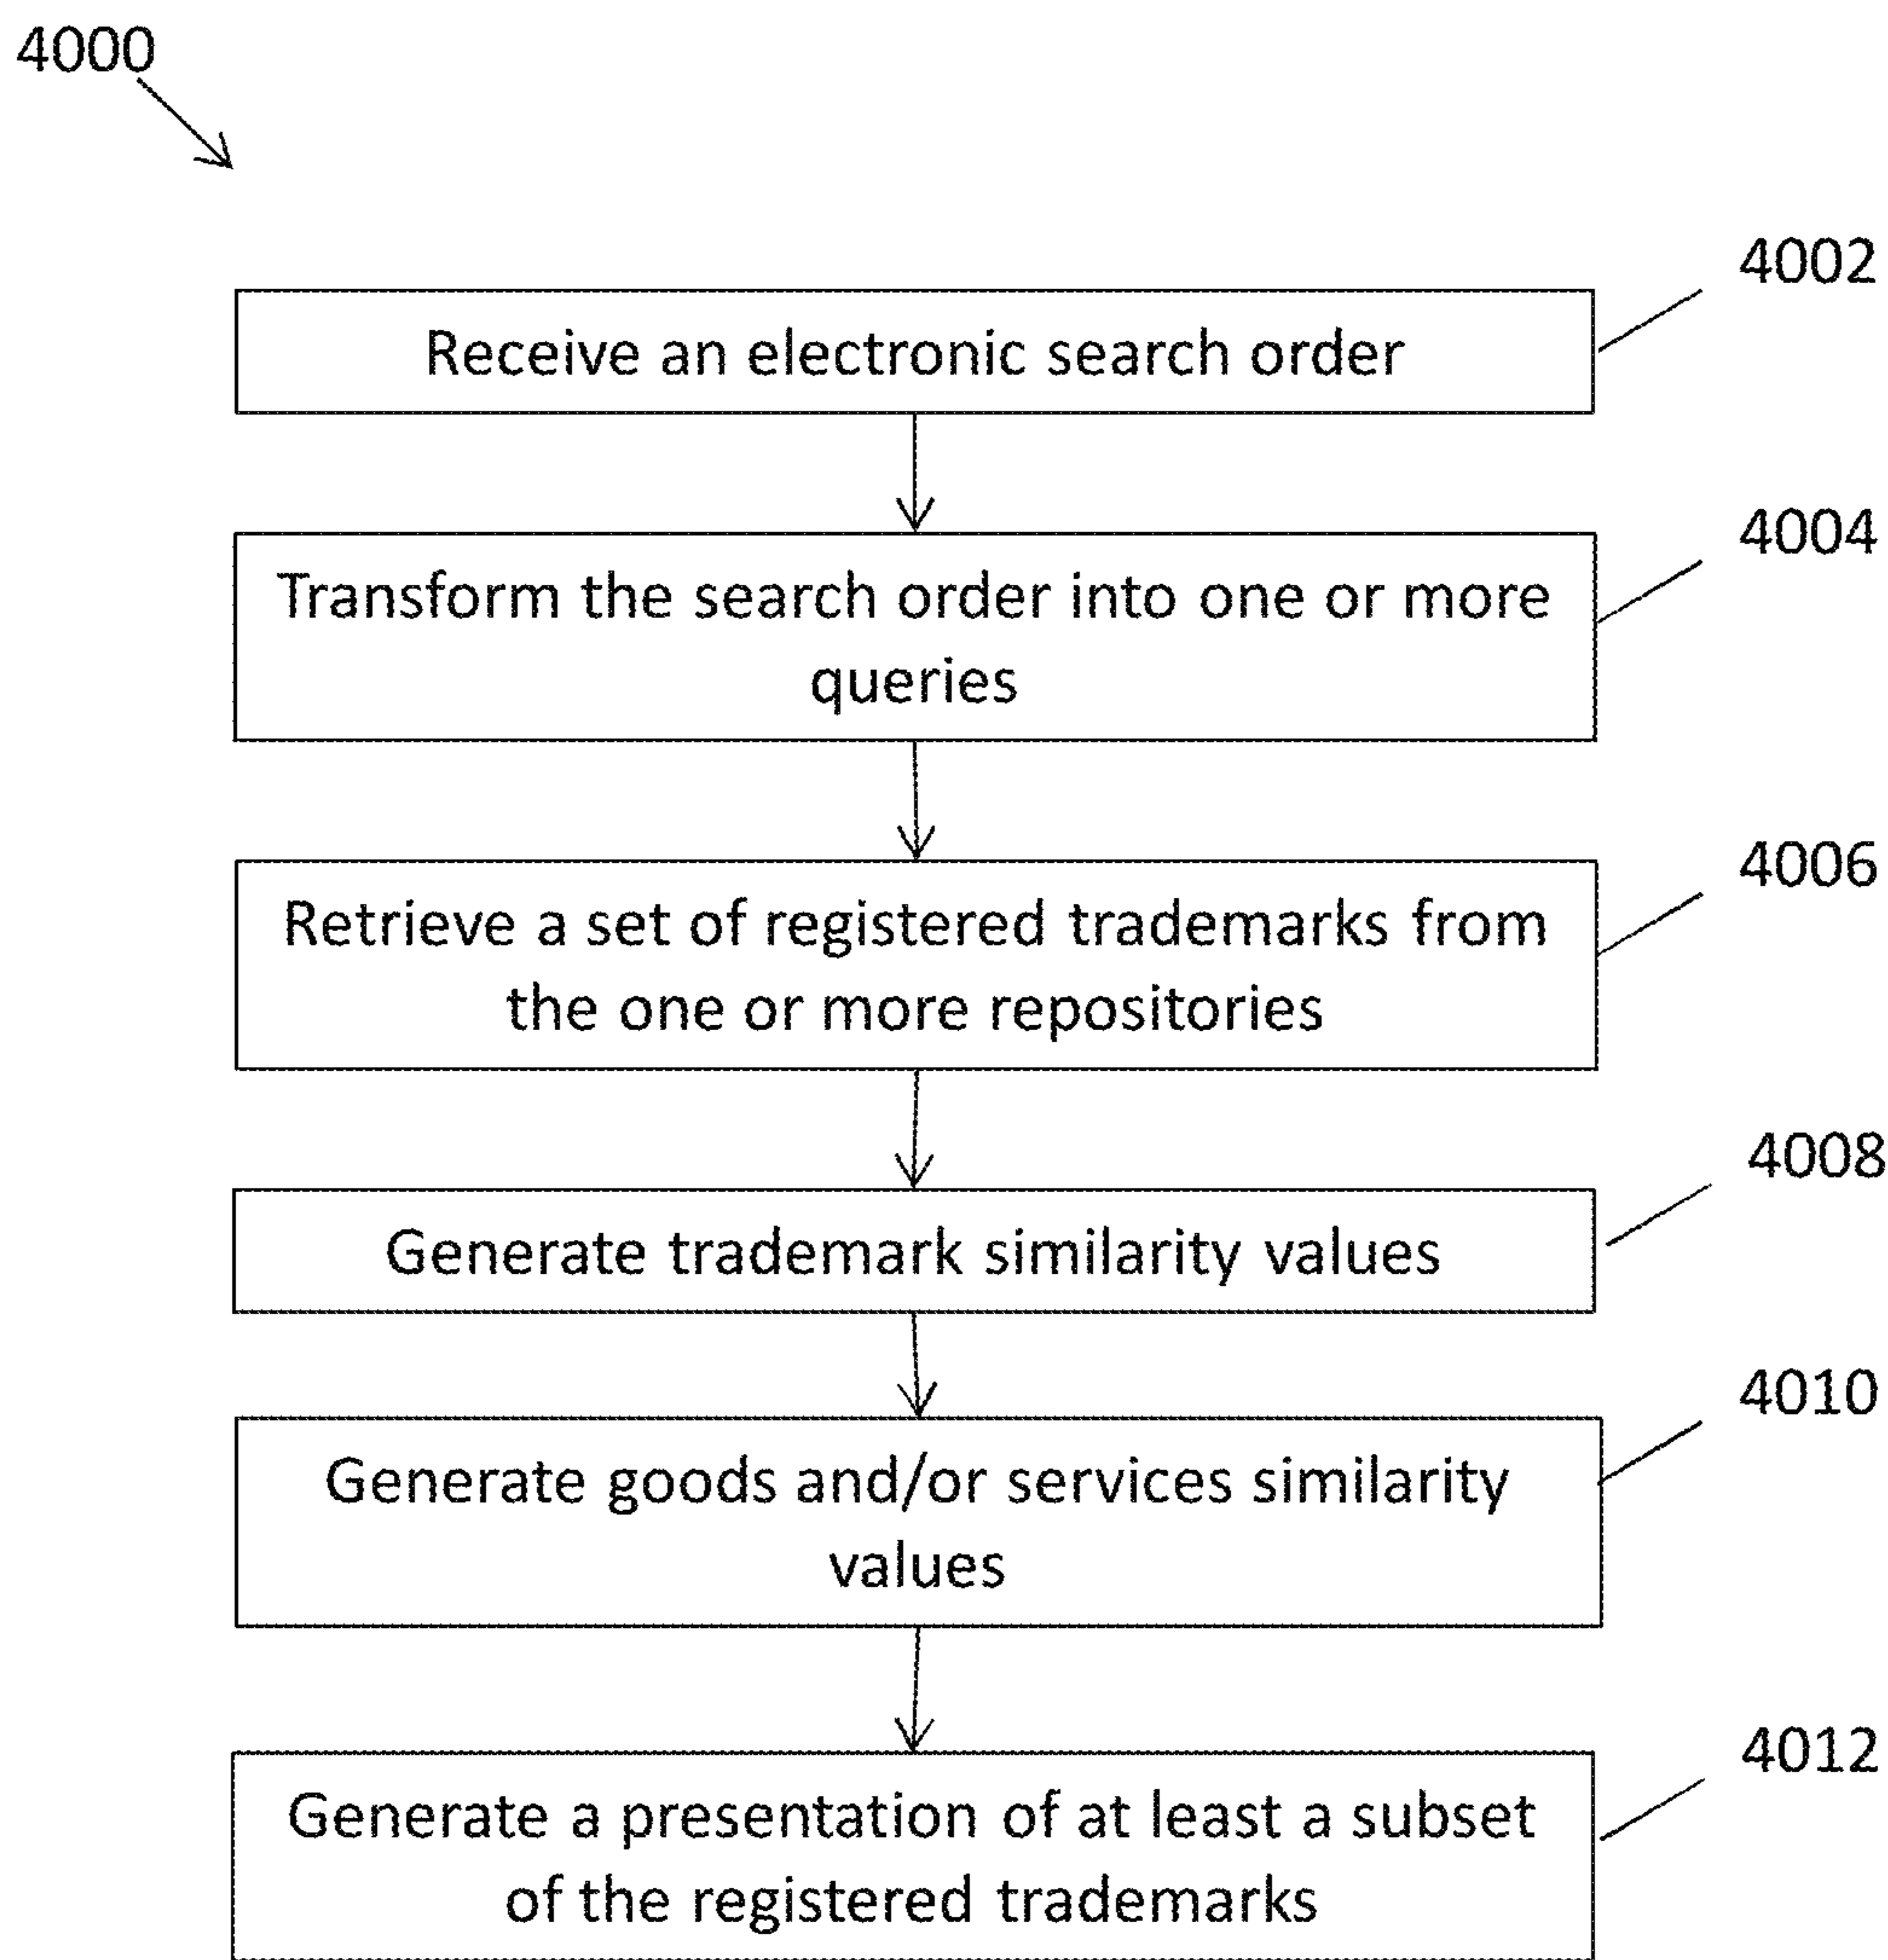 4000
4002
Receive an electronic search order
4004
Transform the search order into one or more
queries
4006
Retrieve a set of registered trademarks from
the one or more repositories
4008
Generate trademark similarity values
4010
Generate goods and/or services similarity
values
4012
Generate a presentation of at least a subset
of the registered trademarks